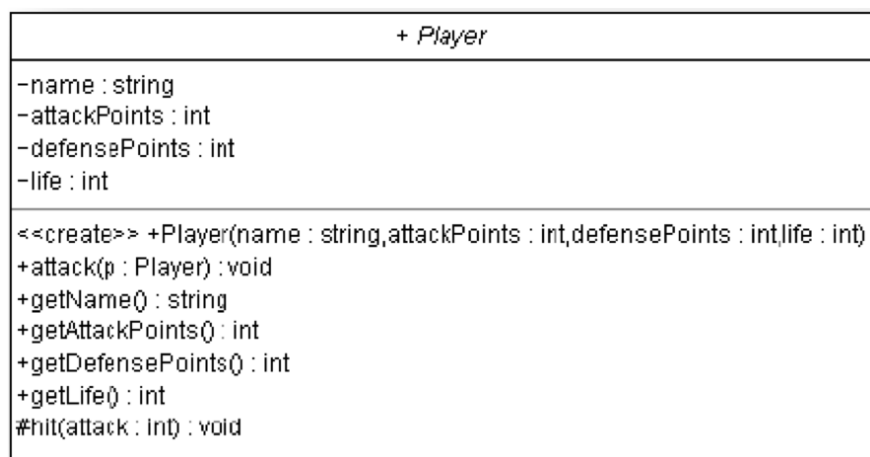 + Player
-name : string
-attackPoints : int
-defensePoints : int
-life : int
<<create>> +Player(name : string,attackPoints : int,defensePoints : int,life : int)
+attack(p : Player) : void
+getName() : string
+getAttackPoints() : int
+getDefensePoints() : int
+getLife() : int
#hit(attack : int) : void